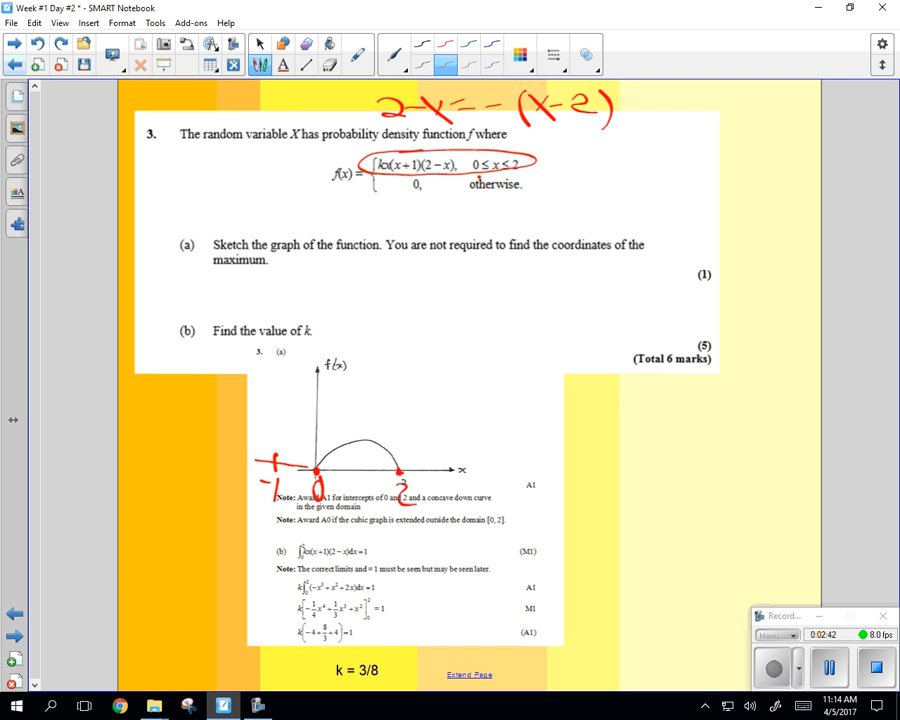 Week #1 Day #2 * - SMART Notebook
File Edit View Insert Format Tools Add-ons Help
2-x = -(x-2)
3. The random variable X has probability density function f where
f(x) = { kx(x+1)(2 − x), 0 ≤ x ≤ 2
0, otherwise.
(a) Sketch the graph of the function. You are not required to find the coordinates of the
maximum.
(1)
(b) Find the value of k.
(5)
(Total 6 marks)
3. (a)
f(x)
x
-1 0 2
A1
Note: Award A1 for intercepts of 0 and 2 and a concave down curve
in the given domain
Note: Award A0 if the cubic graph is extended outside the domain [0, 2].
(b) ∫₀² kx(x+1)(2−x)dx=1 (M1)
Note: The correct limits and =1 must be seen but may be seen later.
k∫₀²(−x³+x²+2x)dx=1 A1
k[−1/4x⁴+1/3x³+x²]₀²=1 M1
k(−4+8/3+4)=1 (A1)
k = 3/8
Extend Page
Record...
Menu
00:02:42
8.0 fps
11:14 AM
4/5/2017